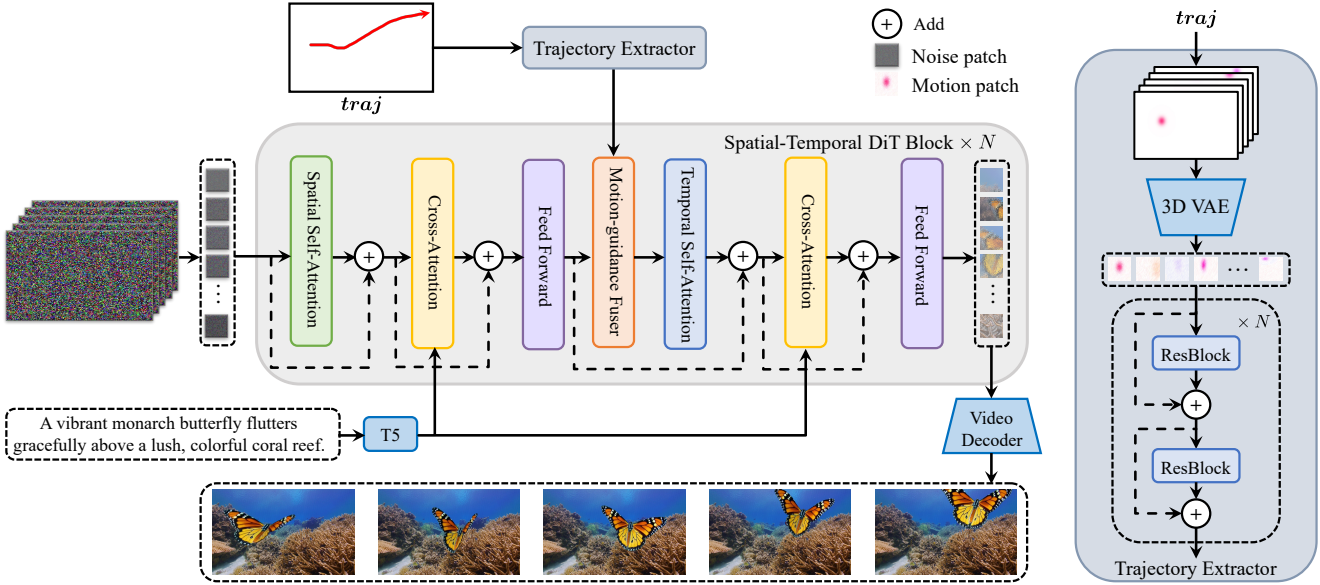 traj
Trajectory Extractor
Add
Noise patch
Motion patch
Spatial-Temporal DiT Block × N
Spatial Self-Attention
Cross-Attention
Feed Forward
Motion-guidance Fuser
Temporal Self-Attention
Cross-Attention
Feed Forward
A vibrant monarch butterfly flutters
gracefully above a lush, colorful coral reef.
T5
Video
Decoder
traj
3D VAE
× N
ResBlock
ResBlock
Trajectory Extractor